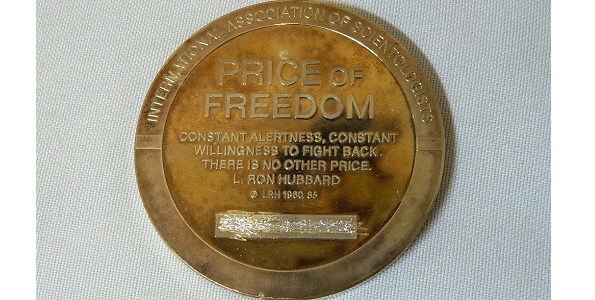 INTERNATIONAL ASSOCIATION OF SCIENTOLOGISTS
PRICE OF
FREEDOM
CONSTANT ALERTNESS, CONSTANT
WILLINGNESS TO FIGHT BACK.
THERE IS NO OTHER PRICE.
L. RON HUBBARD
© LRH 1960, 85